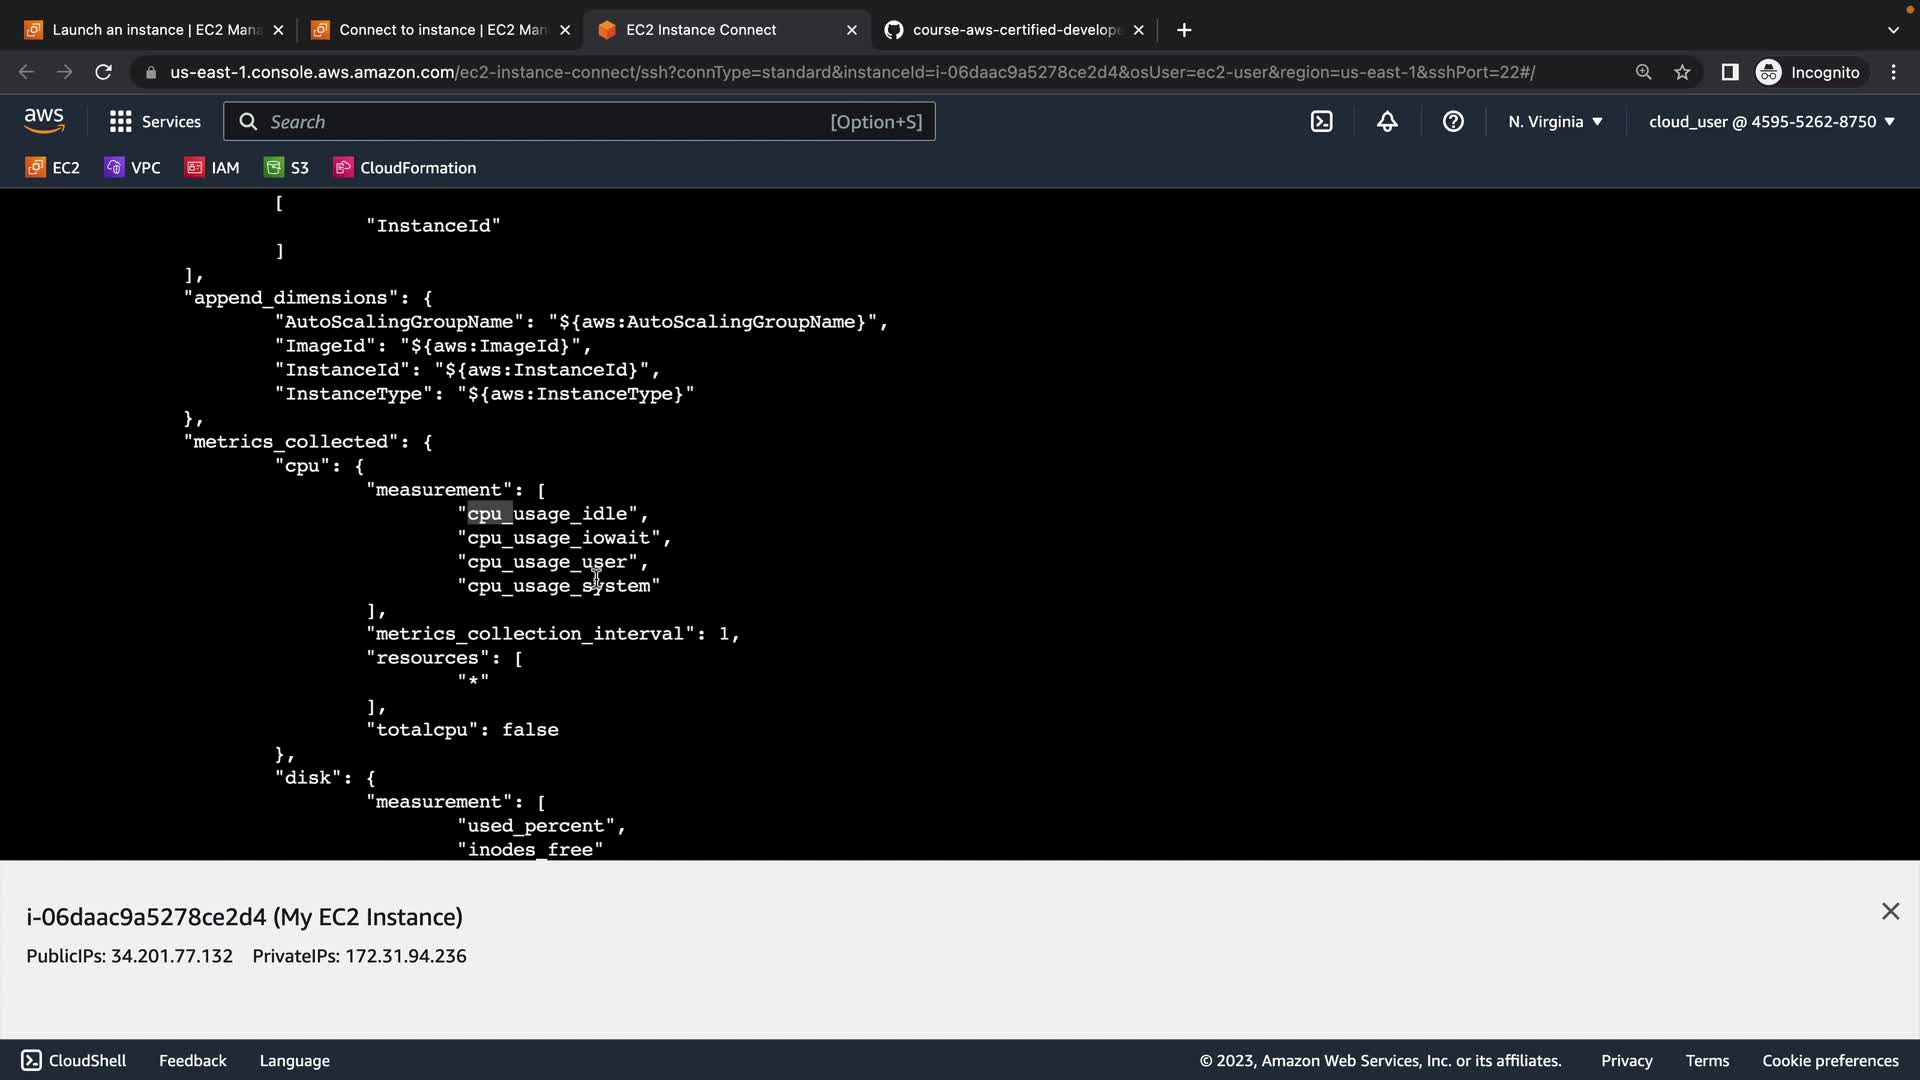 Launch an instance | EC2 Mana
Connect to instance | EC2 Man
EC2 Instance Connect
course-aws-certified-develope
us-east-1.console.aws.amazon.com/ec2-instance-connect/ssh?connType=standard&instanceId=i-06daac9a5278ce2d4&osUser=ec2-user&region=us-east-1&sshPort=22#/
Incognito
aws
Services
Search
[Option+S]
N. Virginia
cloud_user @ 4595-5262-8750
EC2
VPC
IAM
S3
CloudFormation
[
"InstanceId"
]
],
"append_dimensions": {
"AutoScalingGroupName": "${aws:AutoScalingGroupName}",
"ImageId": "${aws:ImageId}",
"InstanceId": "${aws:InstanceId}",
"InstanceType": "${aws:InstanceType}"
},
"metrics_collected": {
"cpu": {
"measurement": [
"cpu_usage_idle",
"cpu_usage_iowait",
"cpu_usage_user",
"cpu_usage_system"
],
"metrics_collection_interval": 1,
"resources": [
"*"
],
"totalcpu": false
},
"disk": {
"measurement": [
"used_percent",
"inodes_free"
i-06daac9a5278ce2d4 (My EC2 Instance)
PublicIPs: 34.201.77.132 PrivateIPs: 172.31.94.236
CloudShell
Feedback
Language
© 2023, Amazon Web Services, Inc. or its affiliates.
Privacy
Terms
Cookie preferences